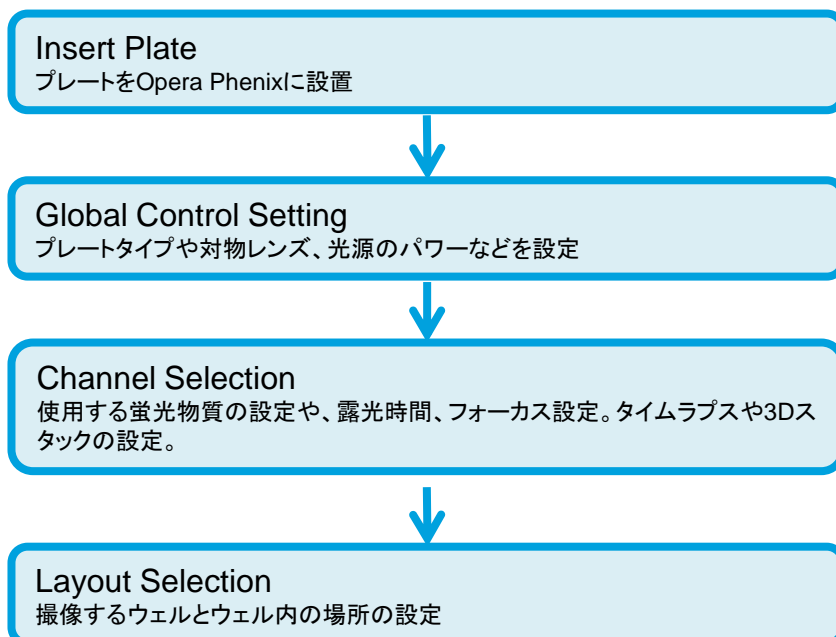 Insert Plate
プレートをOpera Phenixに設置
Global Control Setting
プレートタイプや対物レンズ、光源のパワーなどを設定
Channel Selection
使用する蛍光物質の設定や、露光時間、フォーカス設定。タイムラプスや3Dス
タックの設定。
Layout Selection
撮像するウェルとウェル内の場所の設定